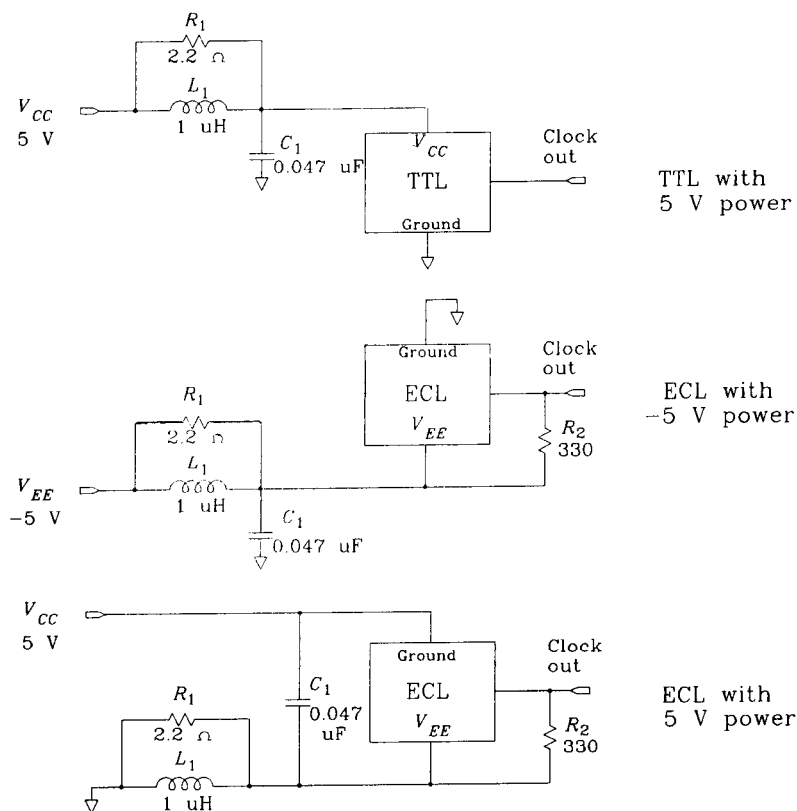 R1
2.2 Ω
L1
VCC
5 V
1 uH
C1
0.047 uF
VCC
TTL
Ground
Clock
out
TTL with
5 V power
Ground
ECL
VEE
Clock
out
ECL with
-5 V power
R2
330
R1
2.2 Ω
L1
VEE
-5 V
1 uH
C1
0.047 uF
VCC
5 V
Ground
ECL
VEE
Clock
out
ECL with
5 V power
C1
0.047
uF
R2
330
R1
2.2 Ω
L1
1 uH